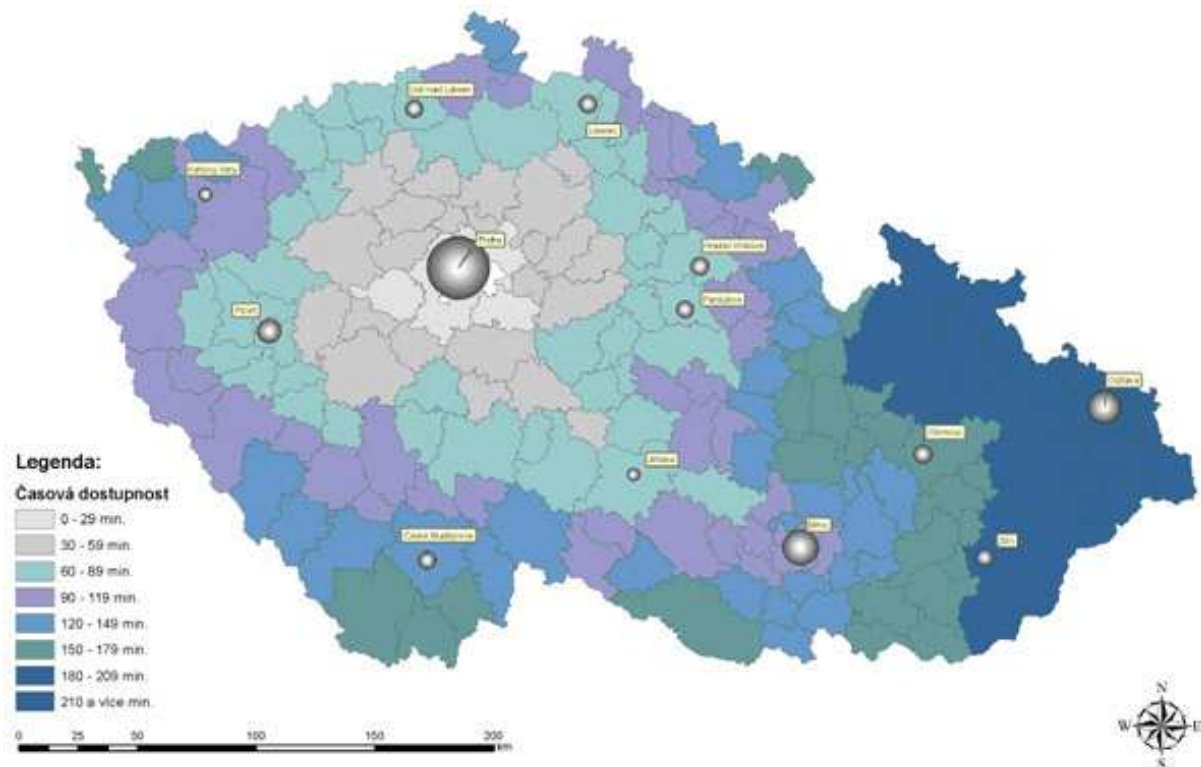 Ústí nad Labem
Liberec
Karlovy Vary
Praha
Hradec Králové
Pardubice
Plzeň
Ostrava
Olomouc
Jihlava
Brno
České Budějovice
Zlín
Legenda:
Časová dostupnost
0 - 29 min.
30 - 59 min.
60 - 89 min.
90 - 119 min.
120 - 149 min.
150 - 179 min.
180 - 209 min.
210 a více min.
0 25 50 100 150 200
km
N
W E
S